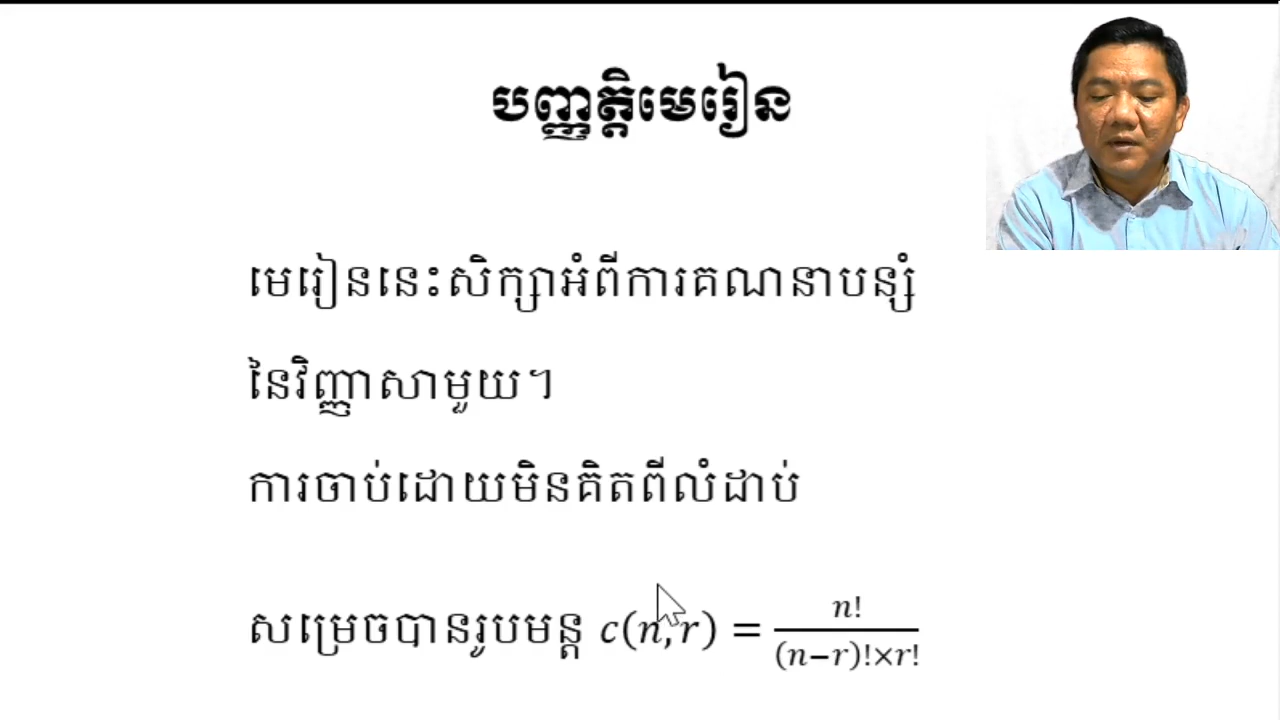 បញ្ញត្តិមេរៀន
មេរៀននេះសិក្សាអំពីការគណនាបន្សំ
នៃវិញ្ញាសាមួយ។
ការចាប់ដោយមិនគិតពីលំដាប់
សម្រេចបានរូបមន្ត c(n,r) = n! / (n−r)!×r!